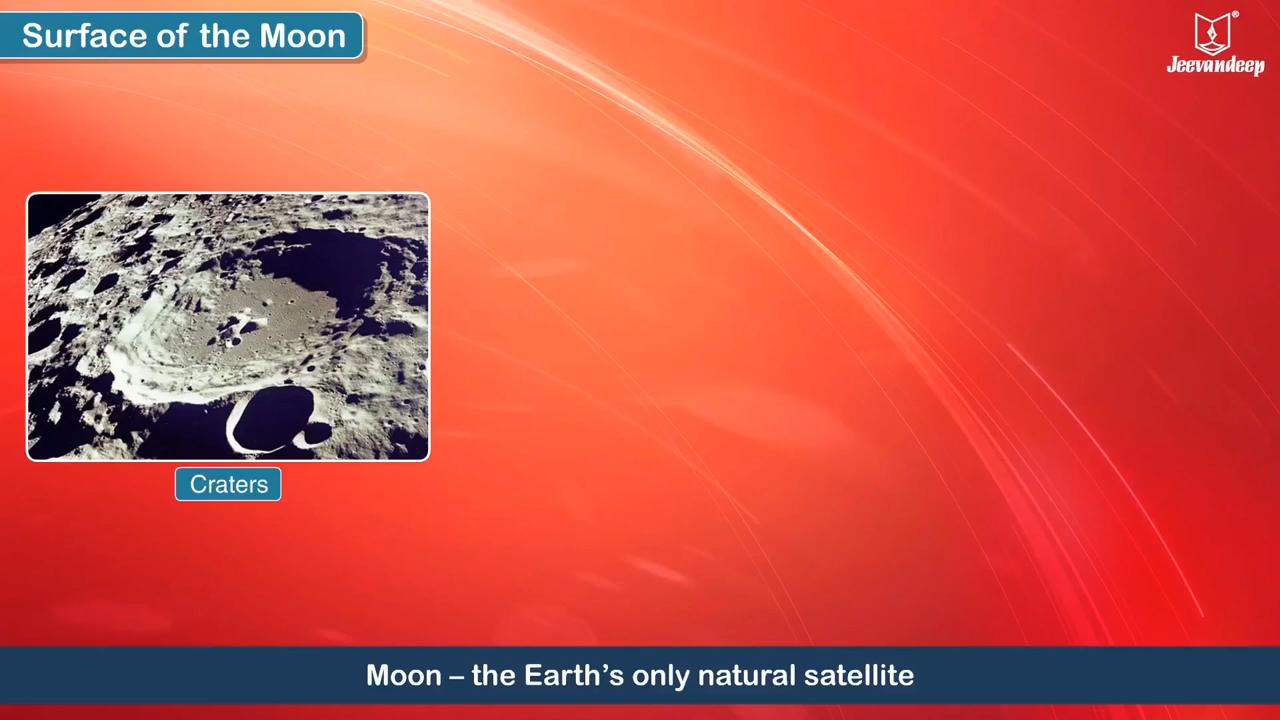 Surface of the Moon
®
Jeevandeep
Craters
Moon – the Earth’s only natural satellite